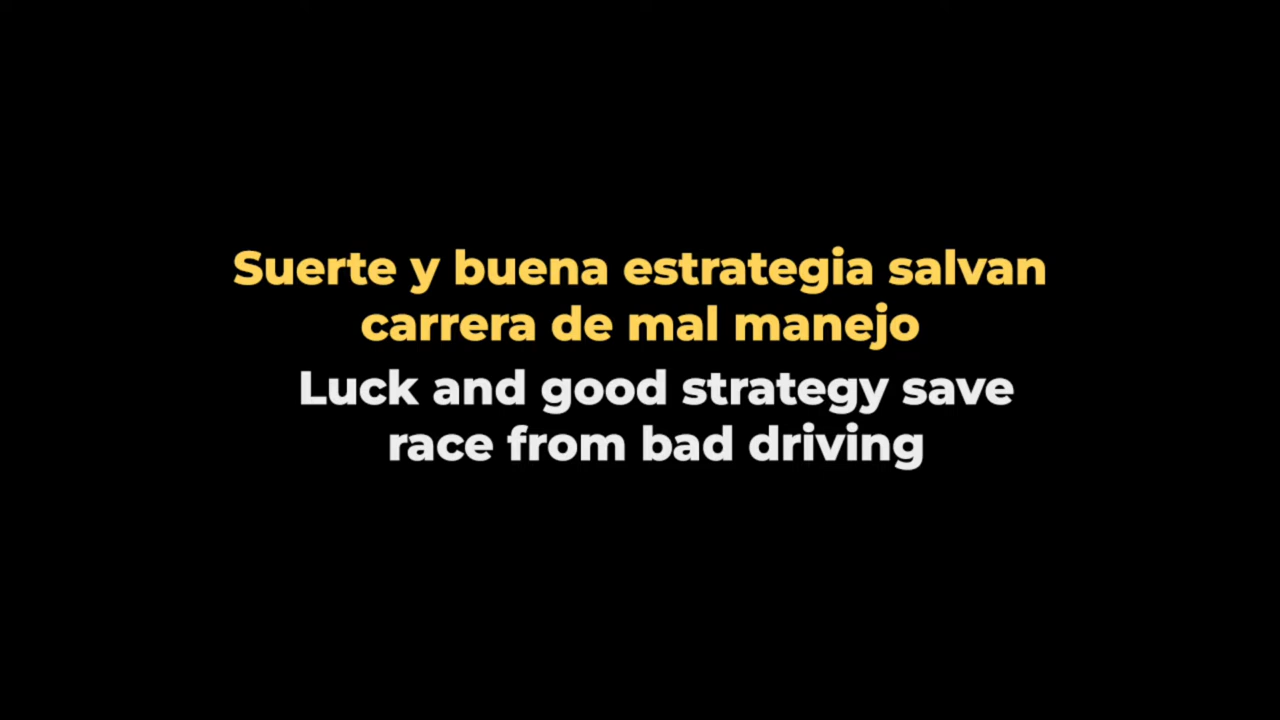 Suerte y buena estrategia salvan
carrera de mal manejo
Luck and good strategy save
race from bad driving